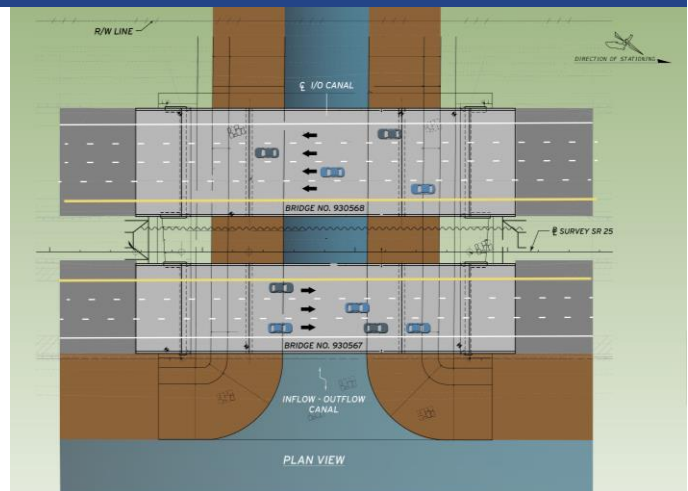 R/W LINE
DIRECTION OF STATIONING
℄ I/O CANAL
BRIDGE NO. 930568
SURVEY SR 25
BRIDGE NO. 930567
INFLOW - OUTFLOW
CANAL
PLAN VIEW